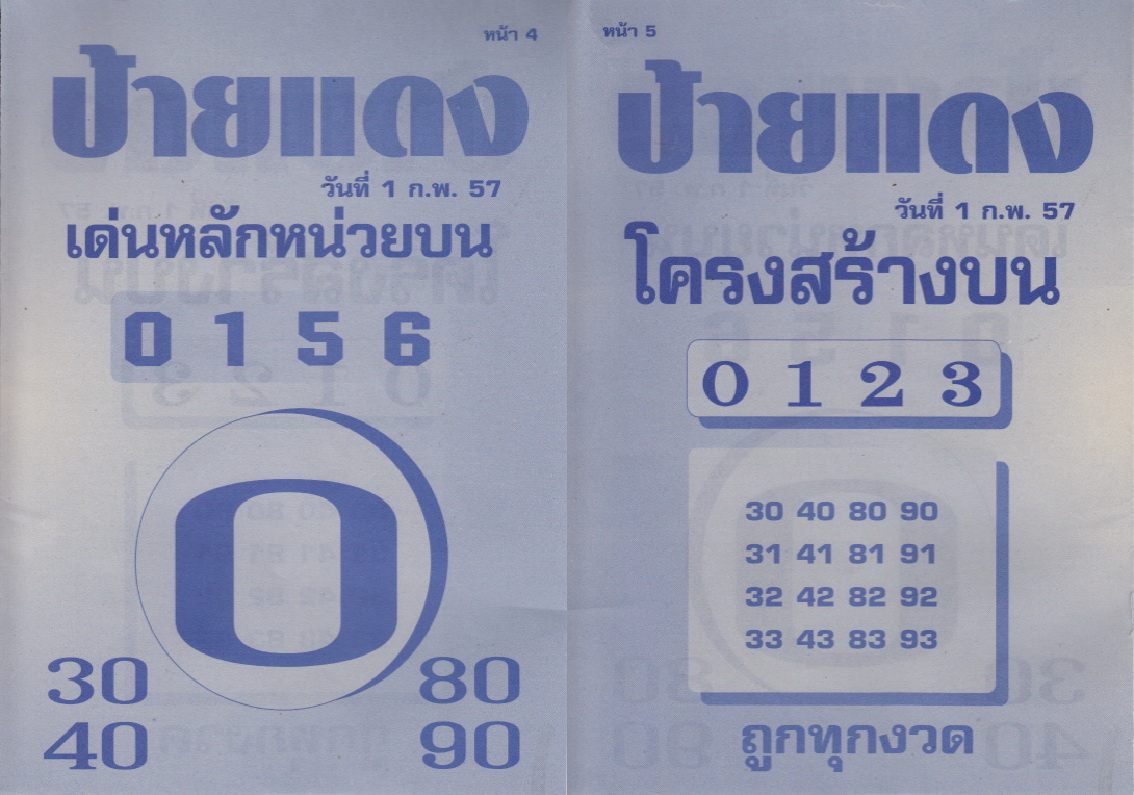 หน้า 4
ป้ายแดง
วันที่ 1 ก.พ. 57
เด่นหลักหน่วยบน
0 1 5 6
0
30 80
40 90
หน้า 5
ป้ายแดง
วันที่ 1 ก.พ. 57
โครงสร้างบน
0 1 2 3
30 40 80 90
31 41 81 91
32 42 82 92
33 43 83 93
ถูกทุกงวด